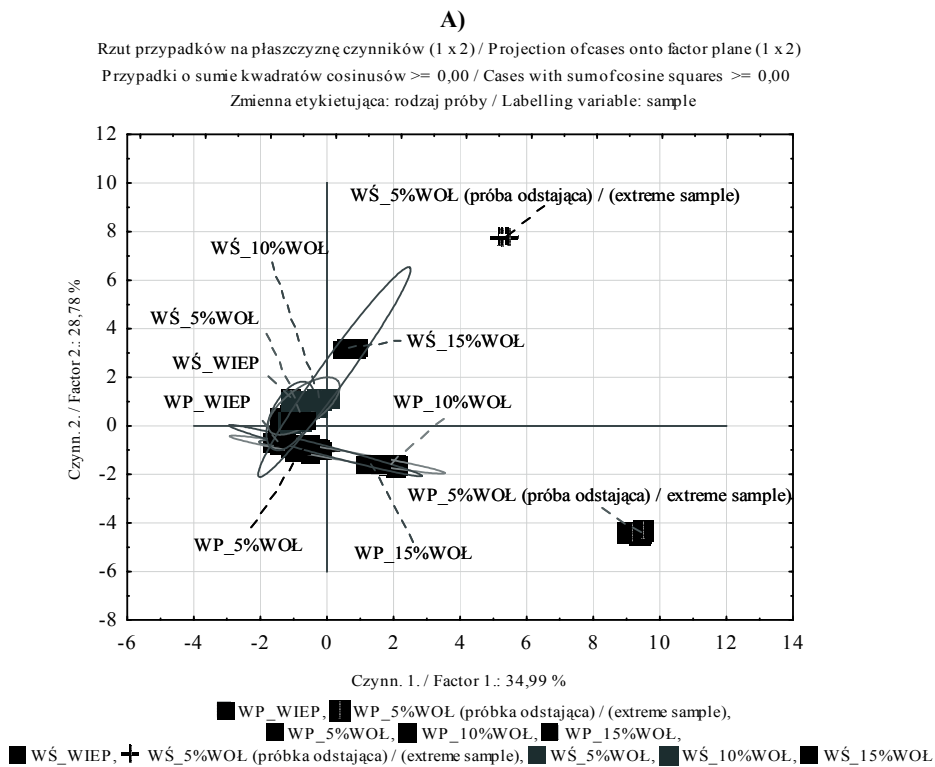 A)
Rzut przypadków na płaszczyznę czynników (1 x 2) / Projection of cases onto factor plane (1 x 2)
Przypadki o sumie kwadratów cosinusów >= 0,00 / Cases with sum of cosine squares >= 0,00
Zmienna etykietująca: rodzaj próby / Labelling variable: sample
12
10
8
6
4
2
0
-2
-4
-6
-8
Czynn. 2. / Factor 2.: 28,78 %
WŚ_5%WOŁ (próba odstająca) / (extreme sample)
WŚ_10%WOŁ
WŚ_5%WOŁ
WŚ_15%WOŁ
WŚ_WIEP
WP_WIEP
WP_10%WOŁ
WP_5%WOŁ (próba odstająca) / extreme sample)
WP_5%WOŁ
WP_15%WOŁ
-6 -4 -2 0 2 4 6 8 10 12 14
Czynn. 1. / Factor 1.: 34,99 %
WP_WIEP, WP_5%WOŁ (próbka odstająca) / (extreme sample),
WP_5%WOŁ, WP_10%WOŁ, WP_15%WOŁ,
WŚ_WIEP, WŚ_5%WOŁ (próbka odstająca) / (extreme sample), WŚ_5%WOŁ, WŚ_10%WOŁ, WŚ_15%WOŁ